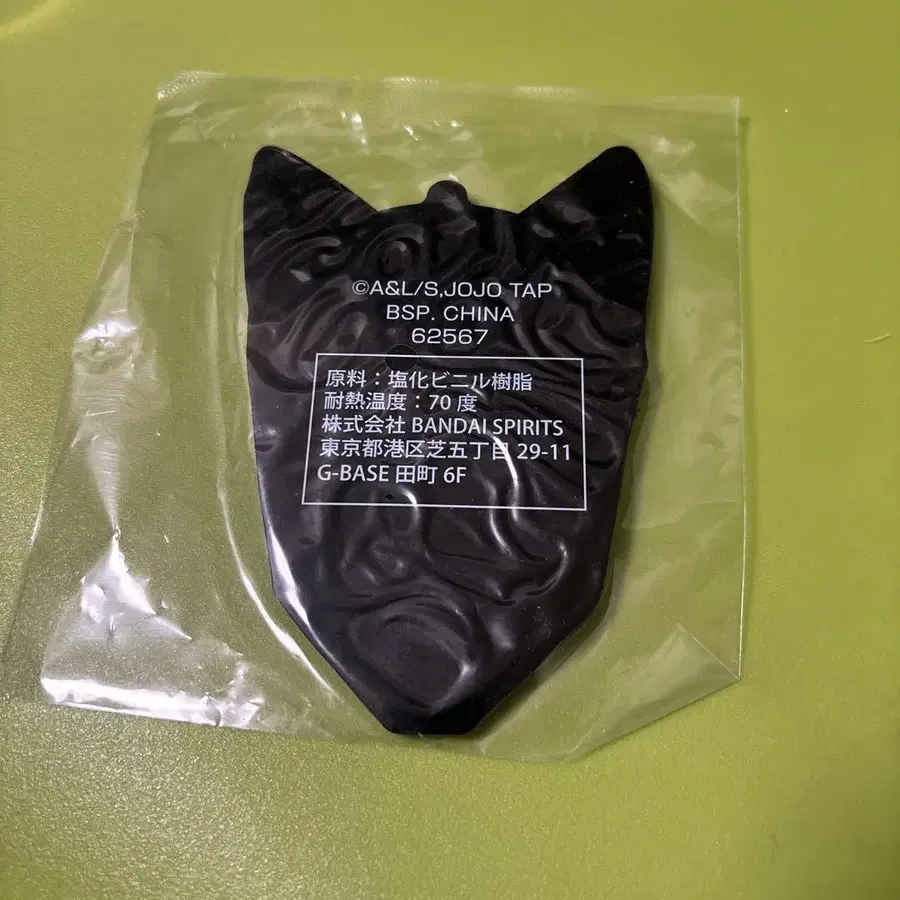 ©A&L/S,JOJO TAP
BSP. CHINA
62567
原料：塩化ビニル樹脂
耐熱温度：70 度
株式会社 BANDAI SPIRITS
東京都港区芝五丁目 29-11
G-BASE 田町 6F